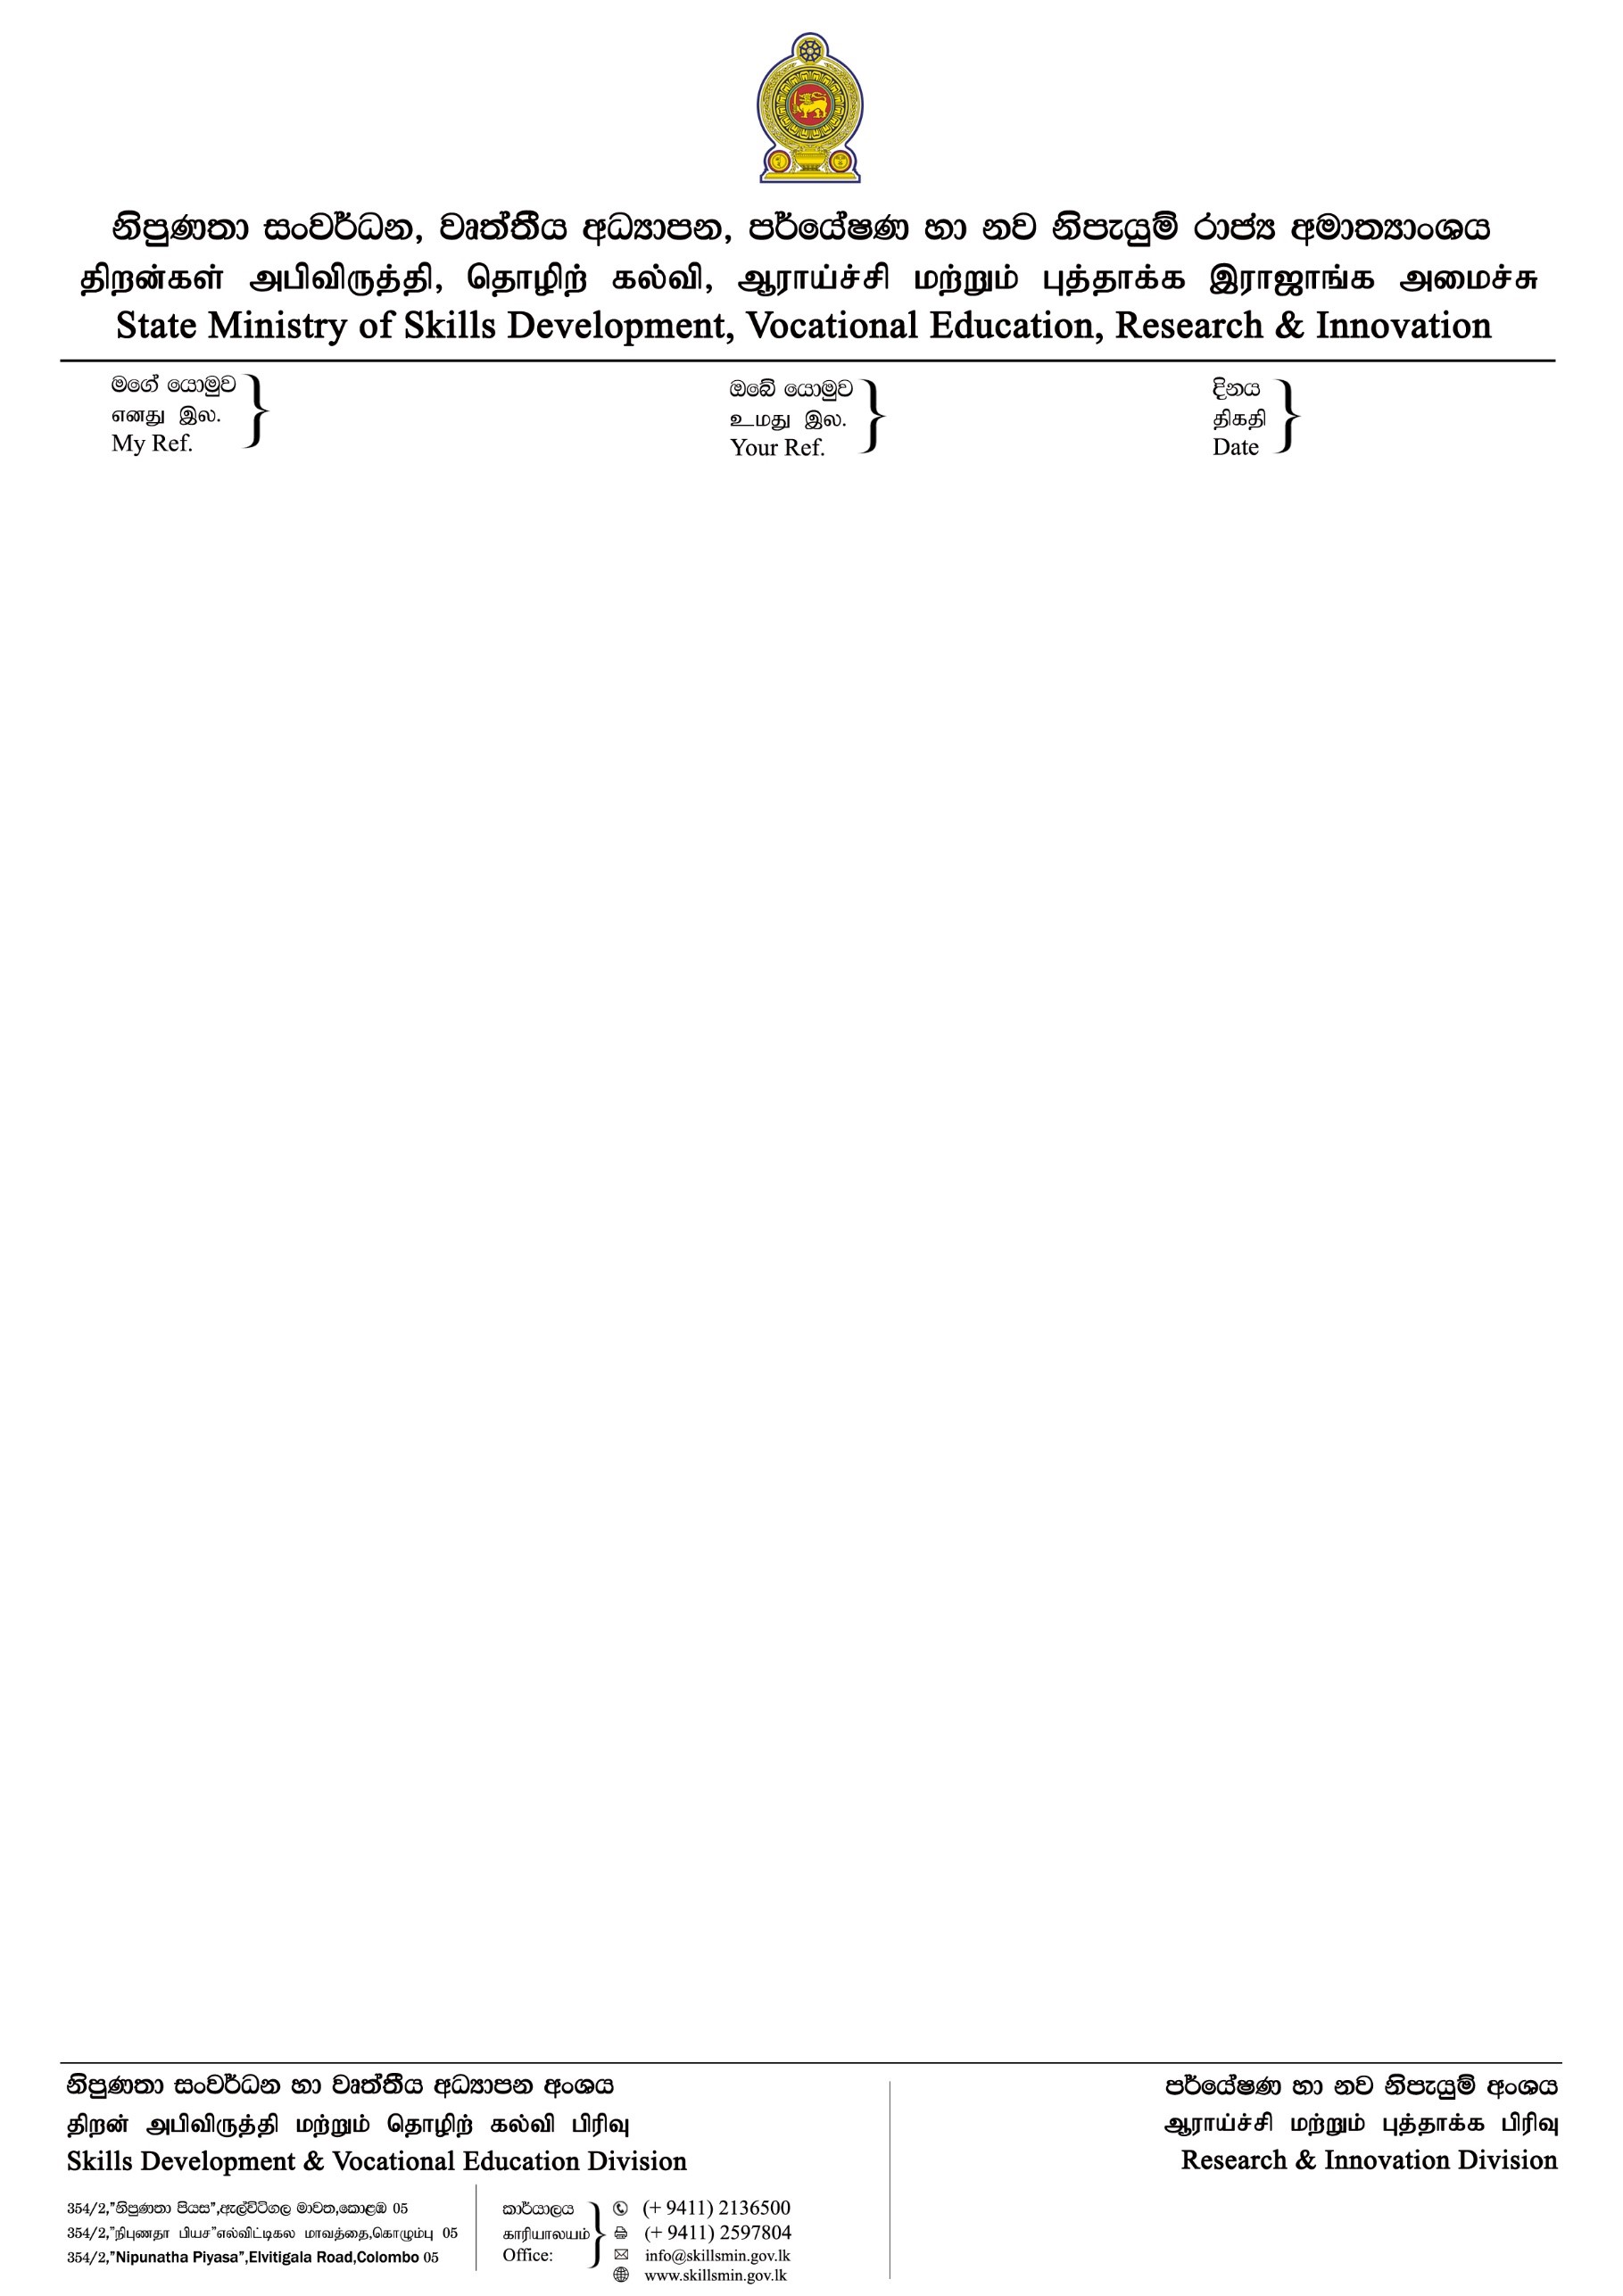 නිපුණතා සංවර්ධන, වෘත්තීය අධ්‍යාපන, පර්යේෂණ හා නව නිපැයුම් රාජ්‍ය අමාත්‍යාංශය
திறன்கள் அபிவிருத்தி, தொழிற் கல்வி, ஆராய்ச்சி மற்றும் புத்தாக்க இராஜாங்க அமைச்சு
State Ministry of Skills Development, Vocational Education, Research & Innovation
මගේ යොමුව
எனது இல.
My Ref.
ඔබේ යොමුව
உமது இல.
Your Ref.
දිනය
திகதி
Date
නිපුණතා සංවර්ධන හා වෘත්තීය අධ්‍යාපන අංශය
திறன் அபிவிருத்தி மற்றும் தொழிற் கல்வி பிரிவு
Skills Development & Vocational Education Division
354/2,"නිපුණතා පියස",ඇල්විටිගල මාවත,කොළඹ 05
354/2,"நிபுணதா பியச"எல்விட்டிகல மாவத்தை,கொழும்பு 05
354/2,"Nipunatha Piyasa",Elvitigala Road,Colombo 05
කාර්යාලය
காரியாலயம்
Office:
(+ 9411) 2136500
(+ 9411) 2597804
info@skillsmin.gov.lk
www.skillsmin.gov.lk
පර්යේෂණ හා නව නිපැයුම් අංශය
ஆராய்ச்சி மற்றும் புத்தாக்க பிரிவு
Research & Innovation Division